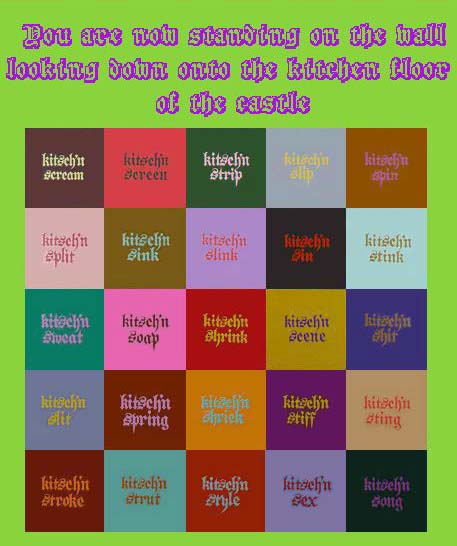 You are now standing on the wall
looking down onto the kitchen floor
of the castle
kitsch'n scream
kitsch'n screen
kitsch'n strip
kitsch'n slip
kitsch'n spin
kitsch'n split
kitsch'n sink
kitsch'n slink
kitsch'n sin
kitsch'n stink
kitsch'n sweat
kitsch'n soap
kitsch'n shrink
kitsch'n scene
kitsch'n shit
kitsch'n slit
kitsch'n spring
kitsch'n shriek
kitsch'n stiff
kitsch'n sting
kitsch'n stroke
kitsch'n strut
kitsch'n style
kitsch'n sex
kitsch'n song